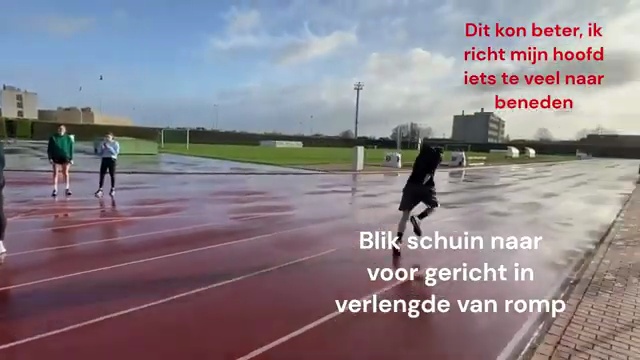 Dit kon beter, ik
richt mijn hoofd
iets te veel naar
beneden
Blik schuin naar
voor gericht in
verlengde van romp